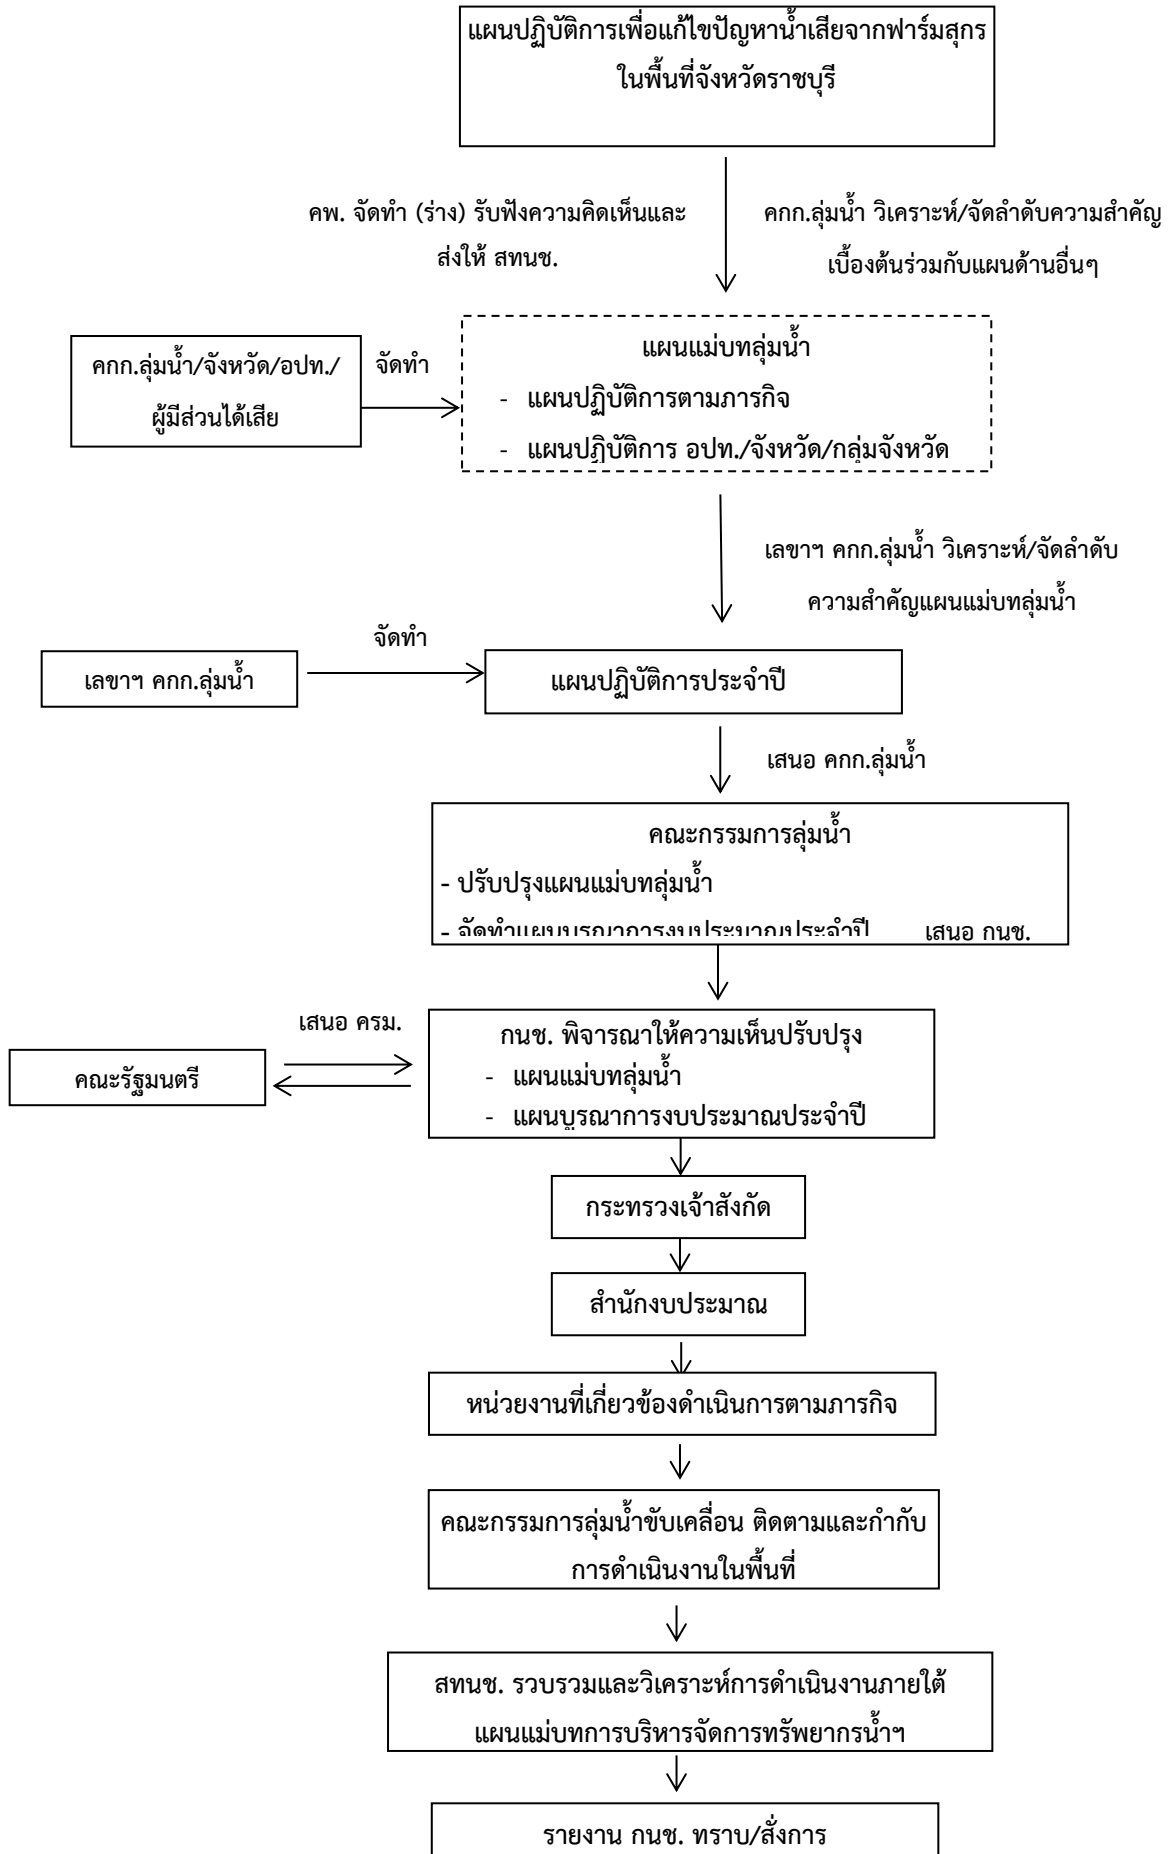 แผนปฏิบัติการเพื่อแก้ไขปัญหาน้ำเสียจากฟาร์มสุกร
ในพื้นที่จังหวัดราชบุรี
คพ. จัดทำ (ร่าง) รับฟังความคิดเห็นและ
ส่งให้ สทนช.
คกก.ลุ่มน้ำ วิเคราะห์/จัดลำดับความสำคัญ
เบื้องต้นร่วมกับแผนด้านอื่นๆ
คกก.ลุ่มน้ำ/จังหวัด/อปท./
ผู้มีส่วนได้เสีย
จัดทำ
แผนแม่บทลุ่มน้ำ
- แผนปฏิบัติการตามภารกิจ
- แผนปฏิบัติการ อปท./จังหวัด/กลุ่มจังหวัด
เลขาฯ คกก.ลุ่มน้ำ วิเคราะห์/จัดลำดับ
ความสำคัญแผนแม่บทลุ่มน้ำ
เลขาฯ คกก.ลุ่มน้ำ
จัดทำ
แผนปฏิบัติการประจำปี
เสนอ คกก.ลุ่มน้ำ
คณะกรรมการลุ่มน้ำ
- ปรับปรุงแผนแม่บทลุ่มน้ำ
- จัดทำแผนบูรณาการงบประมาณประจำปี
เสนอ กนช.
เสนอ ครม.
คณะรัฐมนตรี
กนช. พิจารณาให้ความเห็นปรับปรุง
- แผนแม่บทลุ่มน้ำ
- แผนบูรณาการงบประมาณประจำปี
กระทรวงเจ้าสังกัด
สำนักงบประมาณ
หน่วยงานที่เกี่ยวข้องดำเนินการตามภารกิจ
คณะกรรมการลุ่มน้ำขับเคลื่อน ติดตามและกำกับ
การดำเนินงานในพื้นที่
สทนช. รวบรวมและวิเคราะห์การดำเนินงานภายใต้
แผนแม่บทการบริหารจัดการทรัพยากรน้ำฯ
รายงาน กนช. ทราบ/สั่งการ